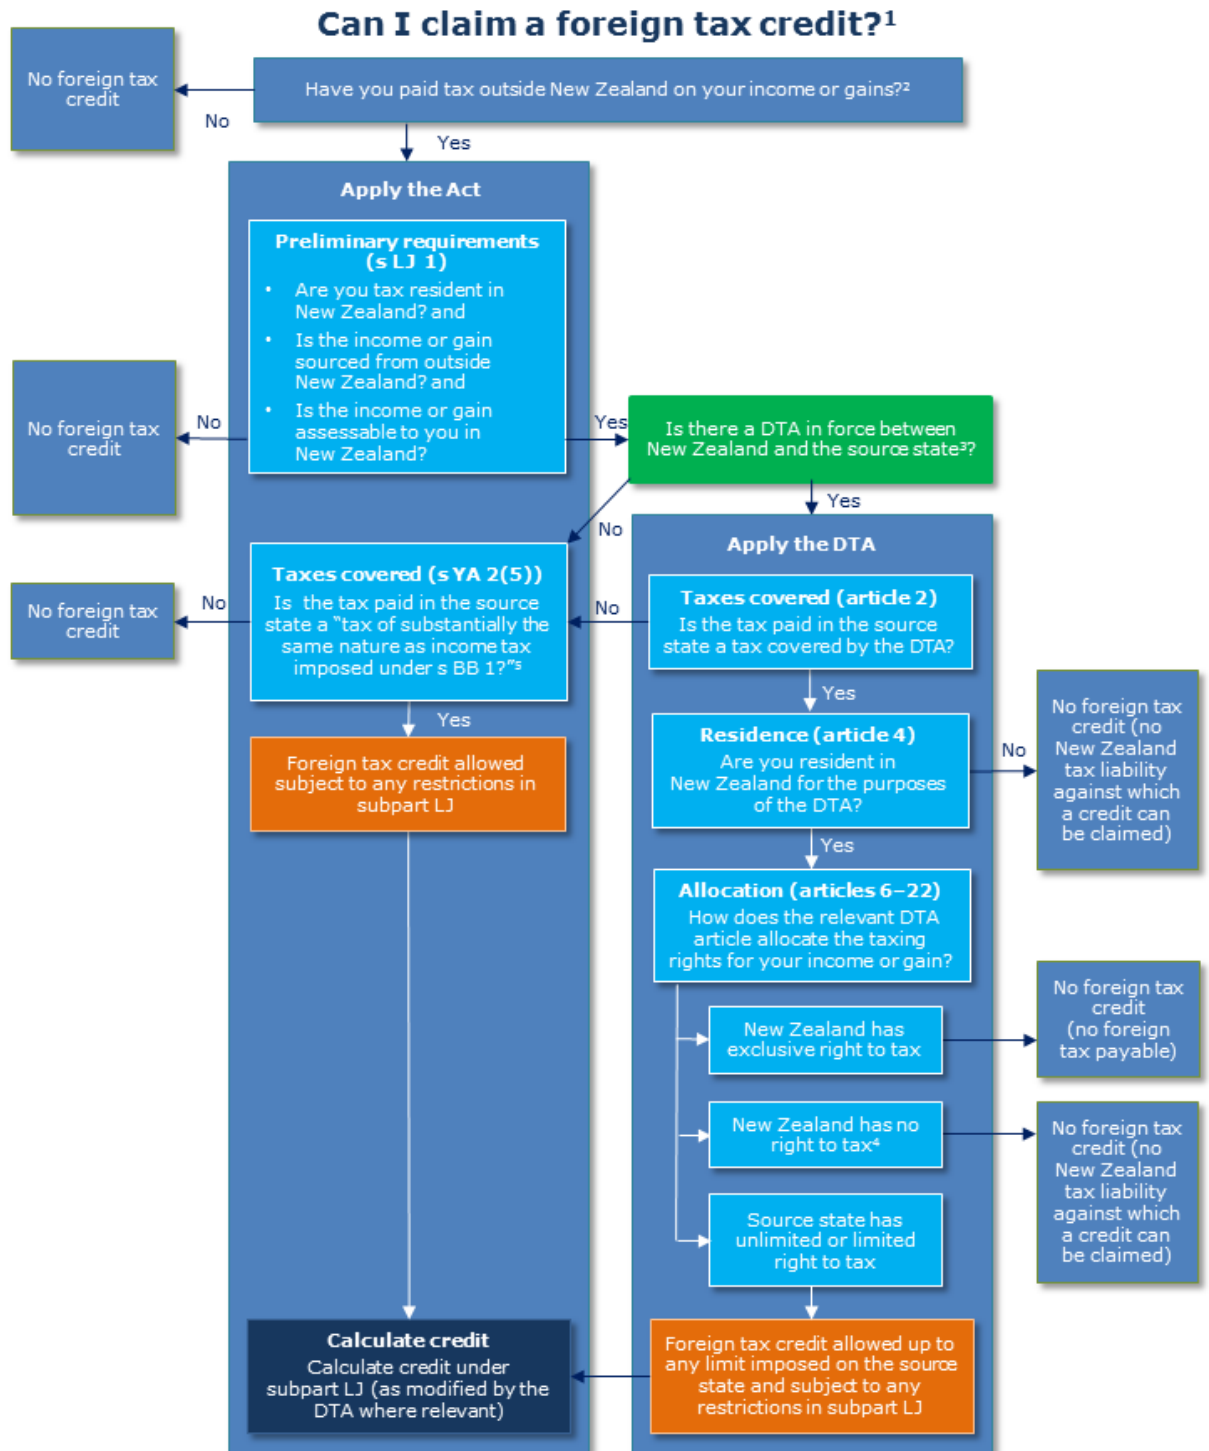 Can I claim a foreign tax credit?¹
No foreign tax
credit
Have you paid tax outside New Zealand on your income or gains?²
No
Yes
Apply the Act
Preliminary requirements
(s LJ 1)
• Are you tax resident in
New Zealand? and
• Is the income or gain
sourced from outside
New Zealand? and
• Is the income or gain
assessable to you in
New Zealand?
No
No foreign tax
credit
Yes
Is there a DTA in force between
New Zealand and the source state³?
No
Yes
Apply the DTA
Taxes covered (s YA 2(5))
Is the tax paid in the source
state a “tax of substantially the
same nature as income tax
imposed under s BB 1?”⁵
No
No foreign tax
credit
Yes
Foreign tax credit allowed
subject to any restrictions in
subpart LJ
Taxes covered (article 2)
Is the tax paid in the source
state a tax covered by the DTA?
No
Yes
Residence (article 4)
Are you resident in
New Zealand for the purposes
of the DTA?
No
No foreign tax
credit (no
New Zealand
tax liability
against which
a credit can
be claimed)
Yes
Allocation (articles 6–22)
How does the relevant DTA
article allocate the taxing
rights for your income or gain?
New Zealand has
exclusive right to tax
No foreign tax
credit
(no foreign
tax payable)
New Zealand has no
right to tax⁴
No foreign tax
credit (no
New Zealand
tax liability
against which
a credit can
be claimed)
Source state has
unlimited or limited
right to tax
Foreign tax credit allowed up to
any limit imposed on the source
state and subject to any
restrictions in subpart LJ
Calculate credit
Calculate credit under
subpart LJ (as modified by the
DTA where relevant)